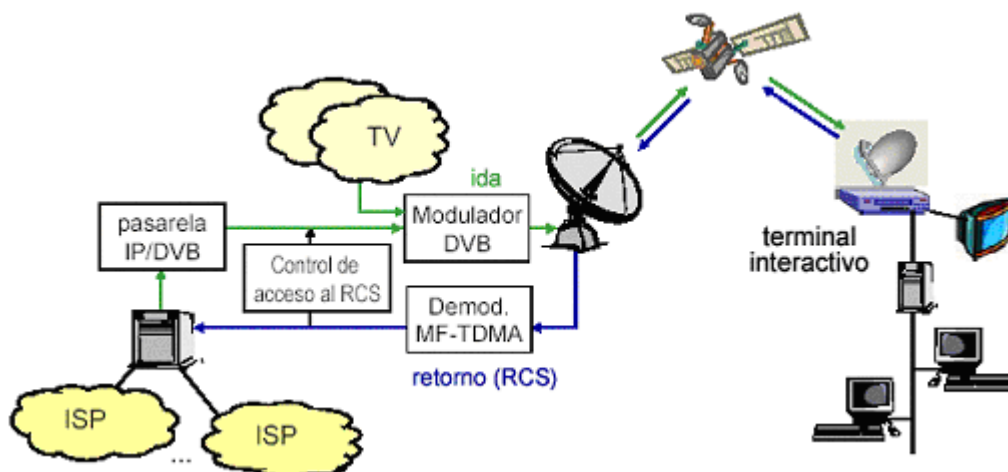 TV
ida
pasarela
IP/DVB
Modulador
DVB
Control de
acceso al RCS
Demod.
MF-TDMA
retorno (RCS)
ISP
...
ISP
terminal
interactivo